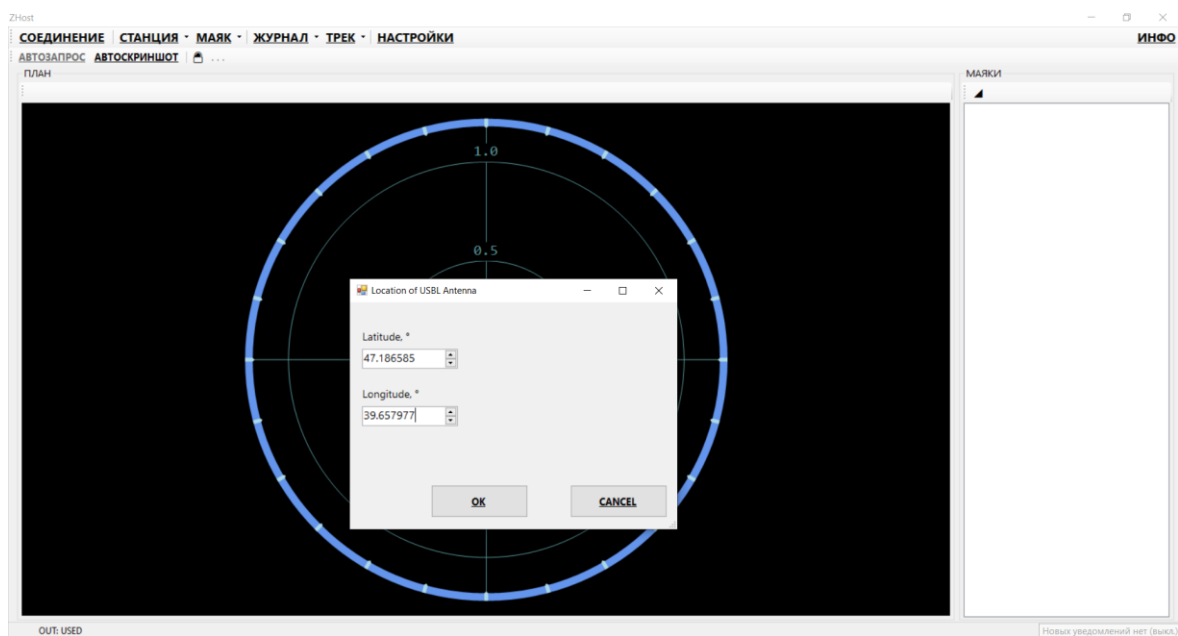 ZHost
СОЕДИНЕНИЕ СТАНЦИЯ МАЯК ЖУРНАЛ ТРЕК НАСТРОЙКИ ИНФО
АВТОЗАПРОС АВТОСКРИНШОТ ...
ПЛАН
МАЯКИ
1.0
0.5
Location of USBL Antenna
Latitude, °
47.186585
Longitude, °
39.657977
OK CANCEL
OUT: USED
Новых уведомлений нет (выкл.)